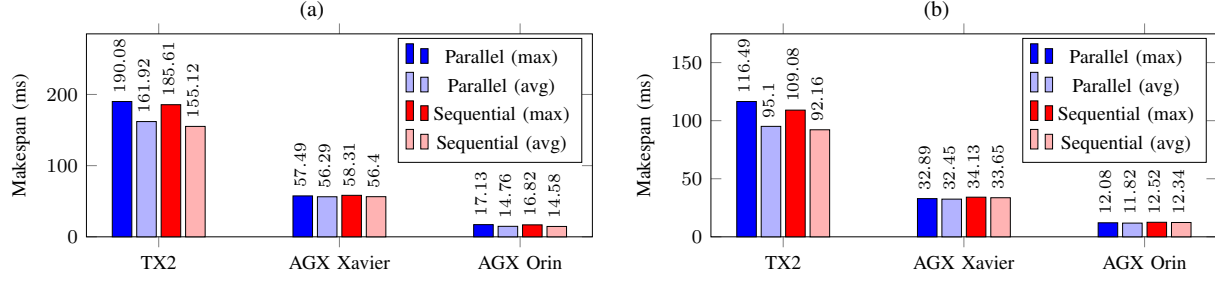 (a)
Makespan (ms)
200
100
0
190.08
161.92
185.61
155.12
57.49
56.29
58.31
56.4
17.13
14.76
16.82
14.58
Parallel (max)
Parallel (avg)
Sequential (max)
Sequential (avg)
TX2
AGX Xavier
AGX Orin
(b)
Makespan (ms)
150
100
50
0
116.49
95.1
109.08
92.16
32.89
32.45
34.13
33.65
12.08
11.82
12.52
12.34
Parallel (max)
Parallel (avg)
Sequential (max)
Sequential (avg)
TX2
AGX Xavier
AGX Orin